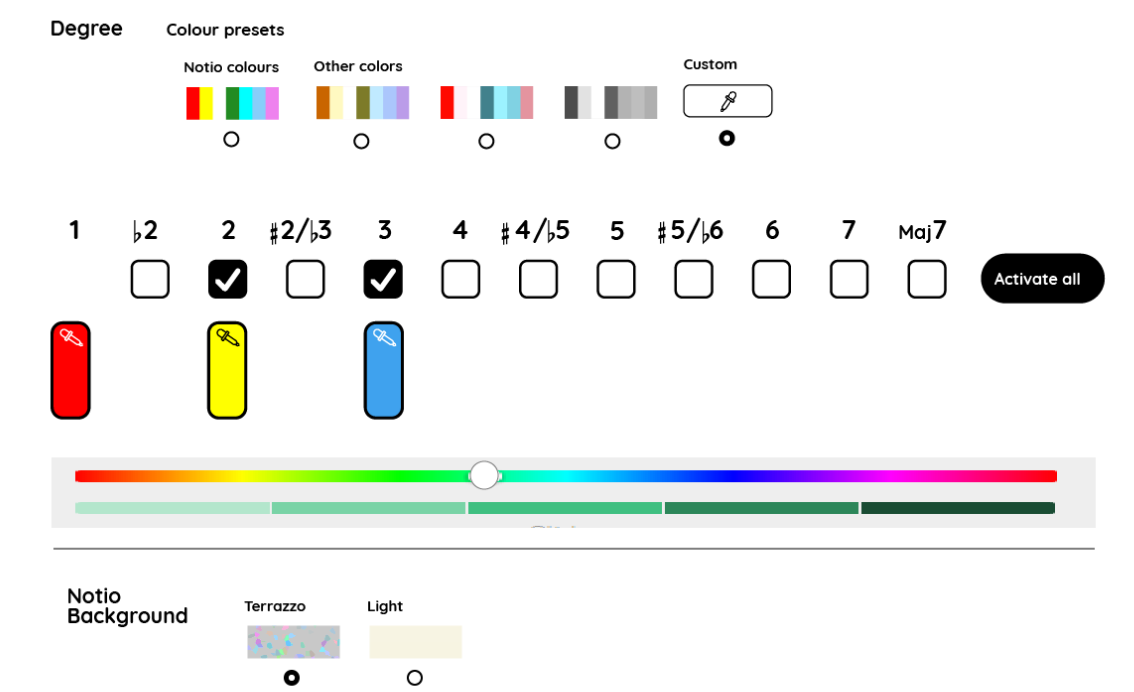 Degree Colour presets
Notio colours Other colors Custom
1 ♭2 2 ♯2/♭3 3 4 ♯4/♭5 5 ♯5/♭6 6 7 Maj7
Activate all
Notio
Background
Terrazzo Light